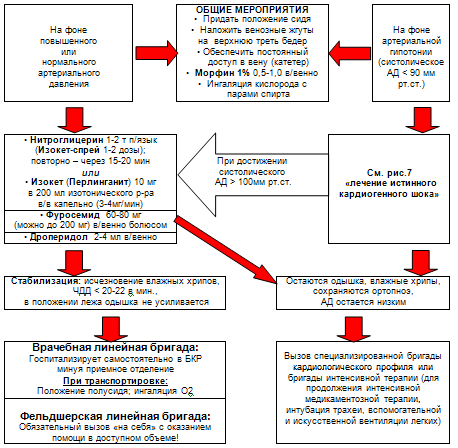 На фоне
повышенного
или
нормального
артериального
давления
ОБЩИЕ МЕРОПРИЯТИЯ
• Придать положение сидя
• Наложить венозные жгуты
на верхнюю треть бедер
• Обеспечить постоянный
доступ в вену (катетер)
• Морфин 1% 0,5-1,0 в/венно
• Ингаляция кислорода с
парами спирта
На фоне
артериальной
гипотонии
(систолическое
АД < 90 мм
рт.ст.)
• Нитроглицерин 1-2 т п/язык
(Изокет-спрей 1-2 дозы);
повторно – через 15-20 мин
или
• Изокет (Перлинганит) 10 мг
в 200 мл изотонического р-ра
в/в капельно (3-4мг/мин)
• Фуросемид 60-80 мг
(можно до 200 мг) в/венно болюсом
• Дроперидол 2-4 мл в/венно
При достижении
систолического
АД > 100мм рт.ст.
См. рис.7
«лечение истинного
кардиогенного шока»
Стабилизация: исчезновение влажных хрипов,
ЧДД < 20-22 в мин.,
в положении лежа одышка не усиливается
Остаются одышка, влажные хрипы,
сохраняются ортопноэ,
АД остается низким
Врачебная линейная бригада:
Госпитализирует самостоятельно в БКР
минуя приемное отделение
При транспортировке:
Положение полусидя; ингаляция О2
Фельдшерская линейная бригада:
Обязательный вызов «на себя» с оказанием
помощи в доступном объеме!
Вызов специализированной бригады
кардиологического профиля или
бригады интенсивной терапии (для
продолжения интенсивной
медикаментозной терапии,
интубация трахеи, вспомогательной
и искусственной вентиляции легких)